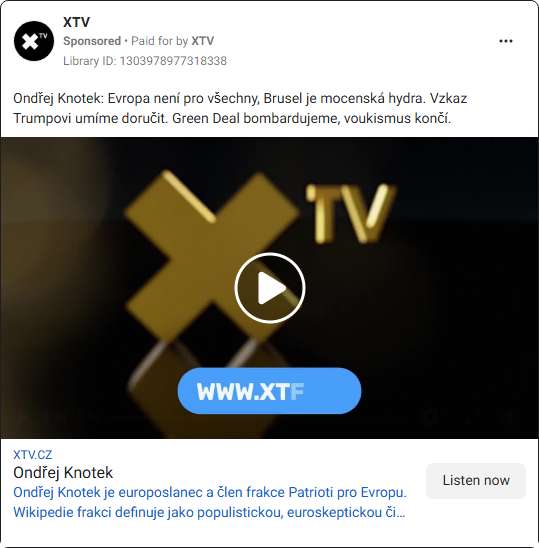 XTV
Sponsored • Paid for by XTV
Library ID: 1303978977318338
Ondřej Knotek: Evropa není pro všechny, Brusel je mocenská hydra. Vzkaz
Trumpovi umíme doručit. Green Deal bombardujeme, voukismus končí.
XTV
WWW.XTF
XTV.CZ
Ondřej Knotek
Ondřej Knotek je europoslanec a člen frakce Patrioti pro Evropu.
Wikipedie frakci definuje jako populistickou, euroskeptickou či…
Listen now